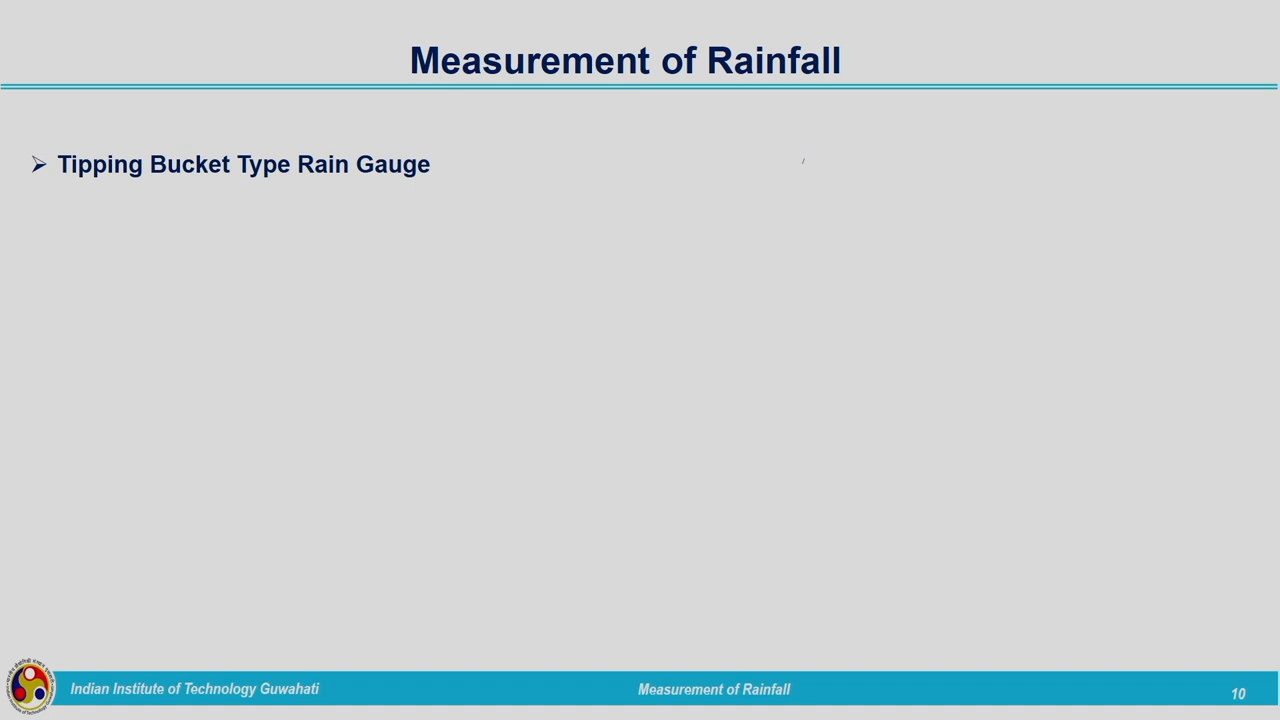 Measurement of Rainfall
➢ Tipping Bucket Type Rain Gauge
Indian Institute of Technology Guwahati
Measurement of Rainfall
10